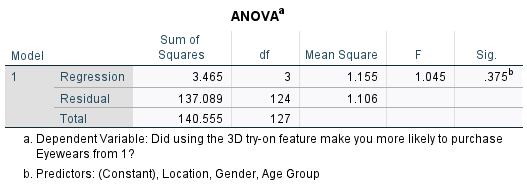 ANOVAa
Model Sum of Squares df Mean Square F Sig.
1 Regression 3.465 3 1.155 1.045 .375b
Residual 137.089 124 1.106
Total 140.555 127
a. Dependent Variable: Did using the 3D try-on feature make you more likely to purchase
Eyewears from 1?
b. Predictors: (Constant), Location, Gender, Age Group